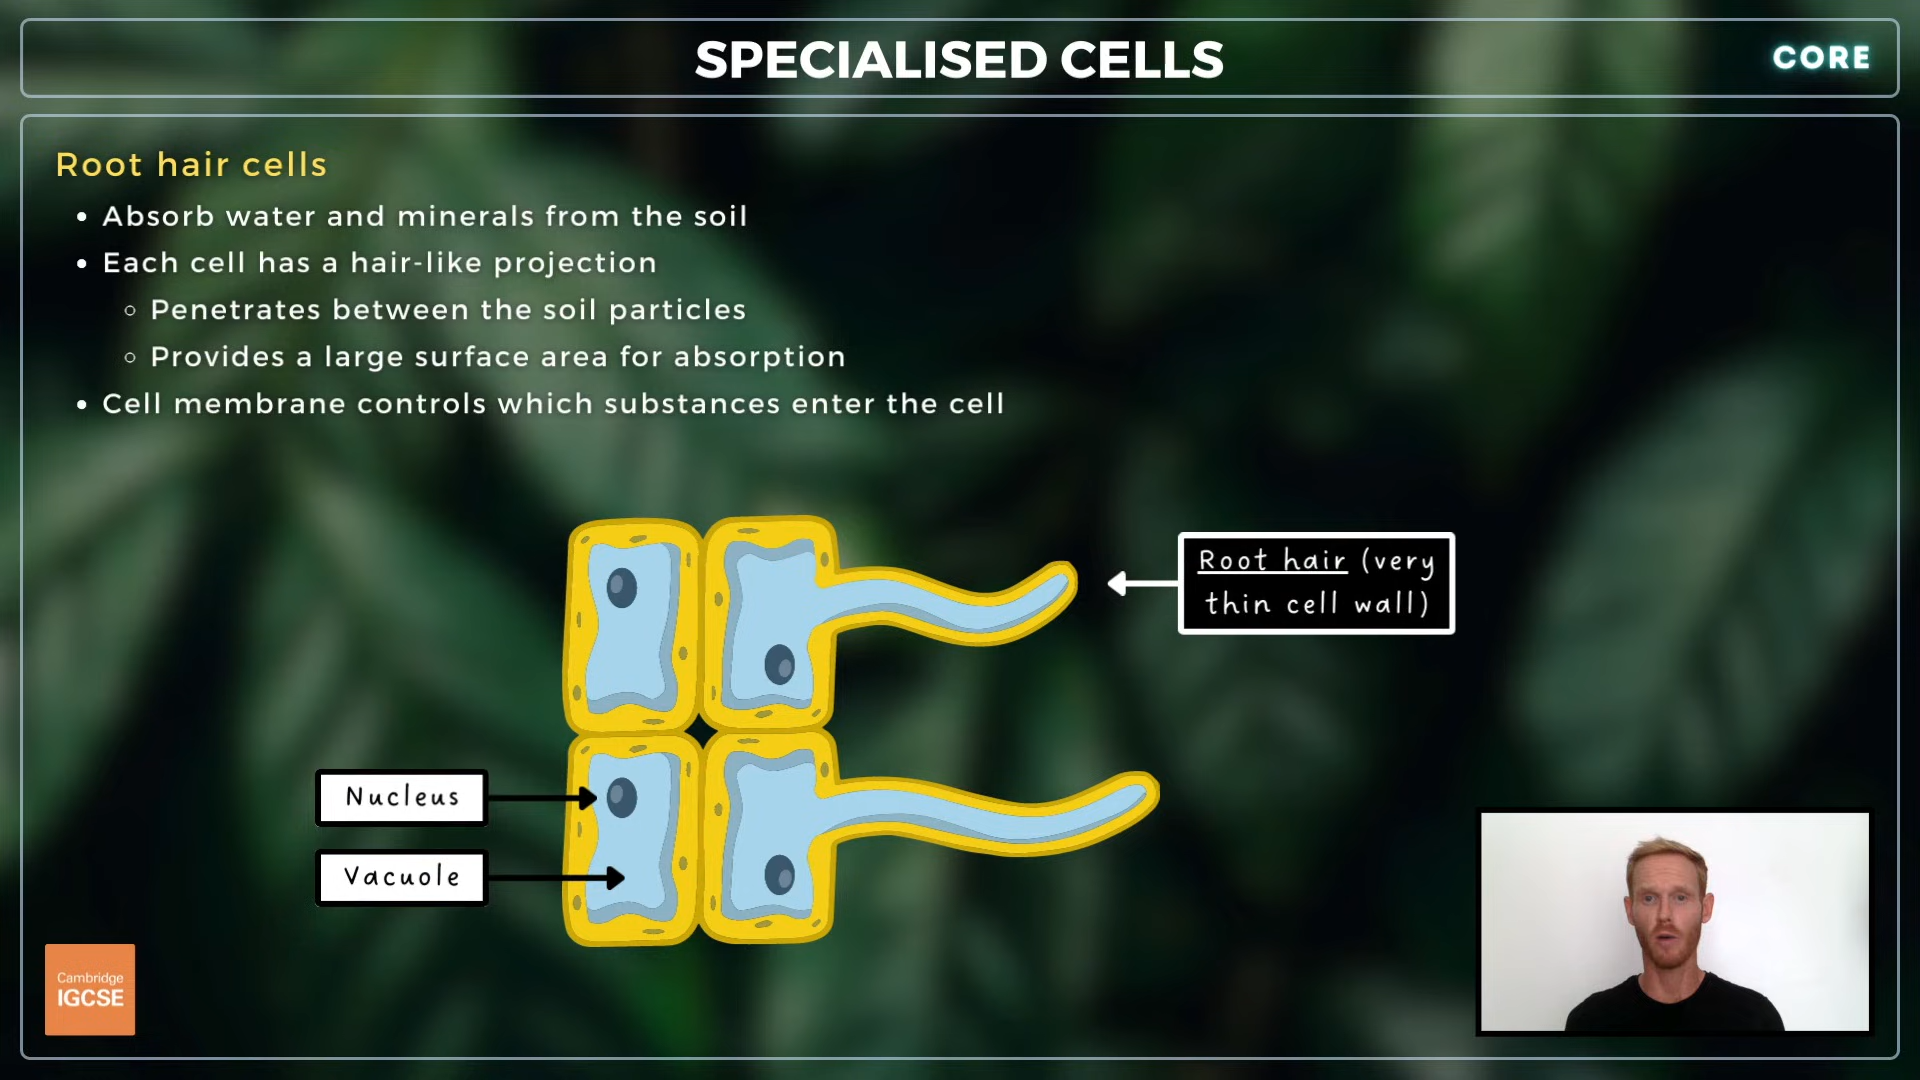 SPECIALISED CELLS
CORE
Root hair cells
• Absorb water and minerals from the soil
• Each cell has a hair-like projection
◦ Penetrates between the soil particles
◦ Provides a large surface area for absorption
• Cell membrane controls which substances enter the cell
Root hair (very
thin cell wall)
Nucleus
Vacuole
Cambridge
IGCSE